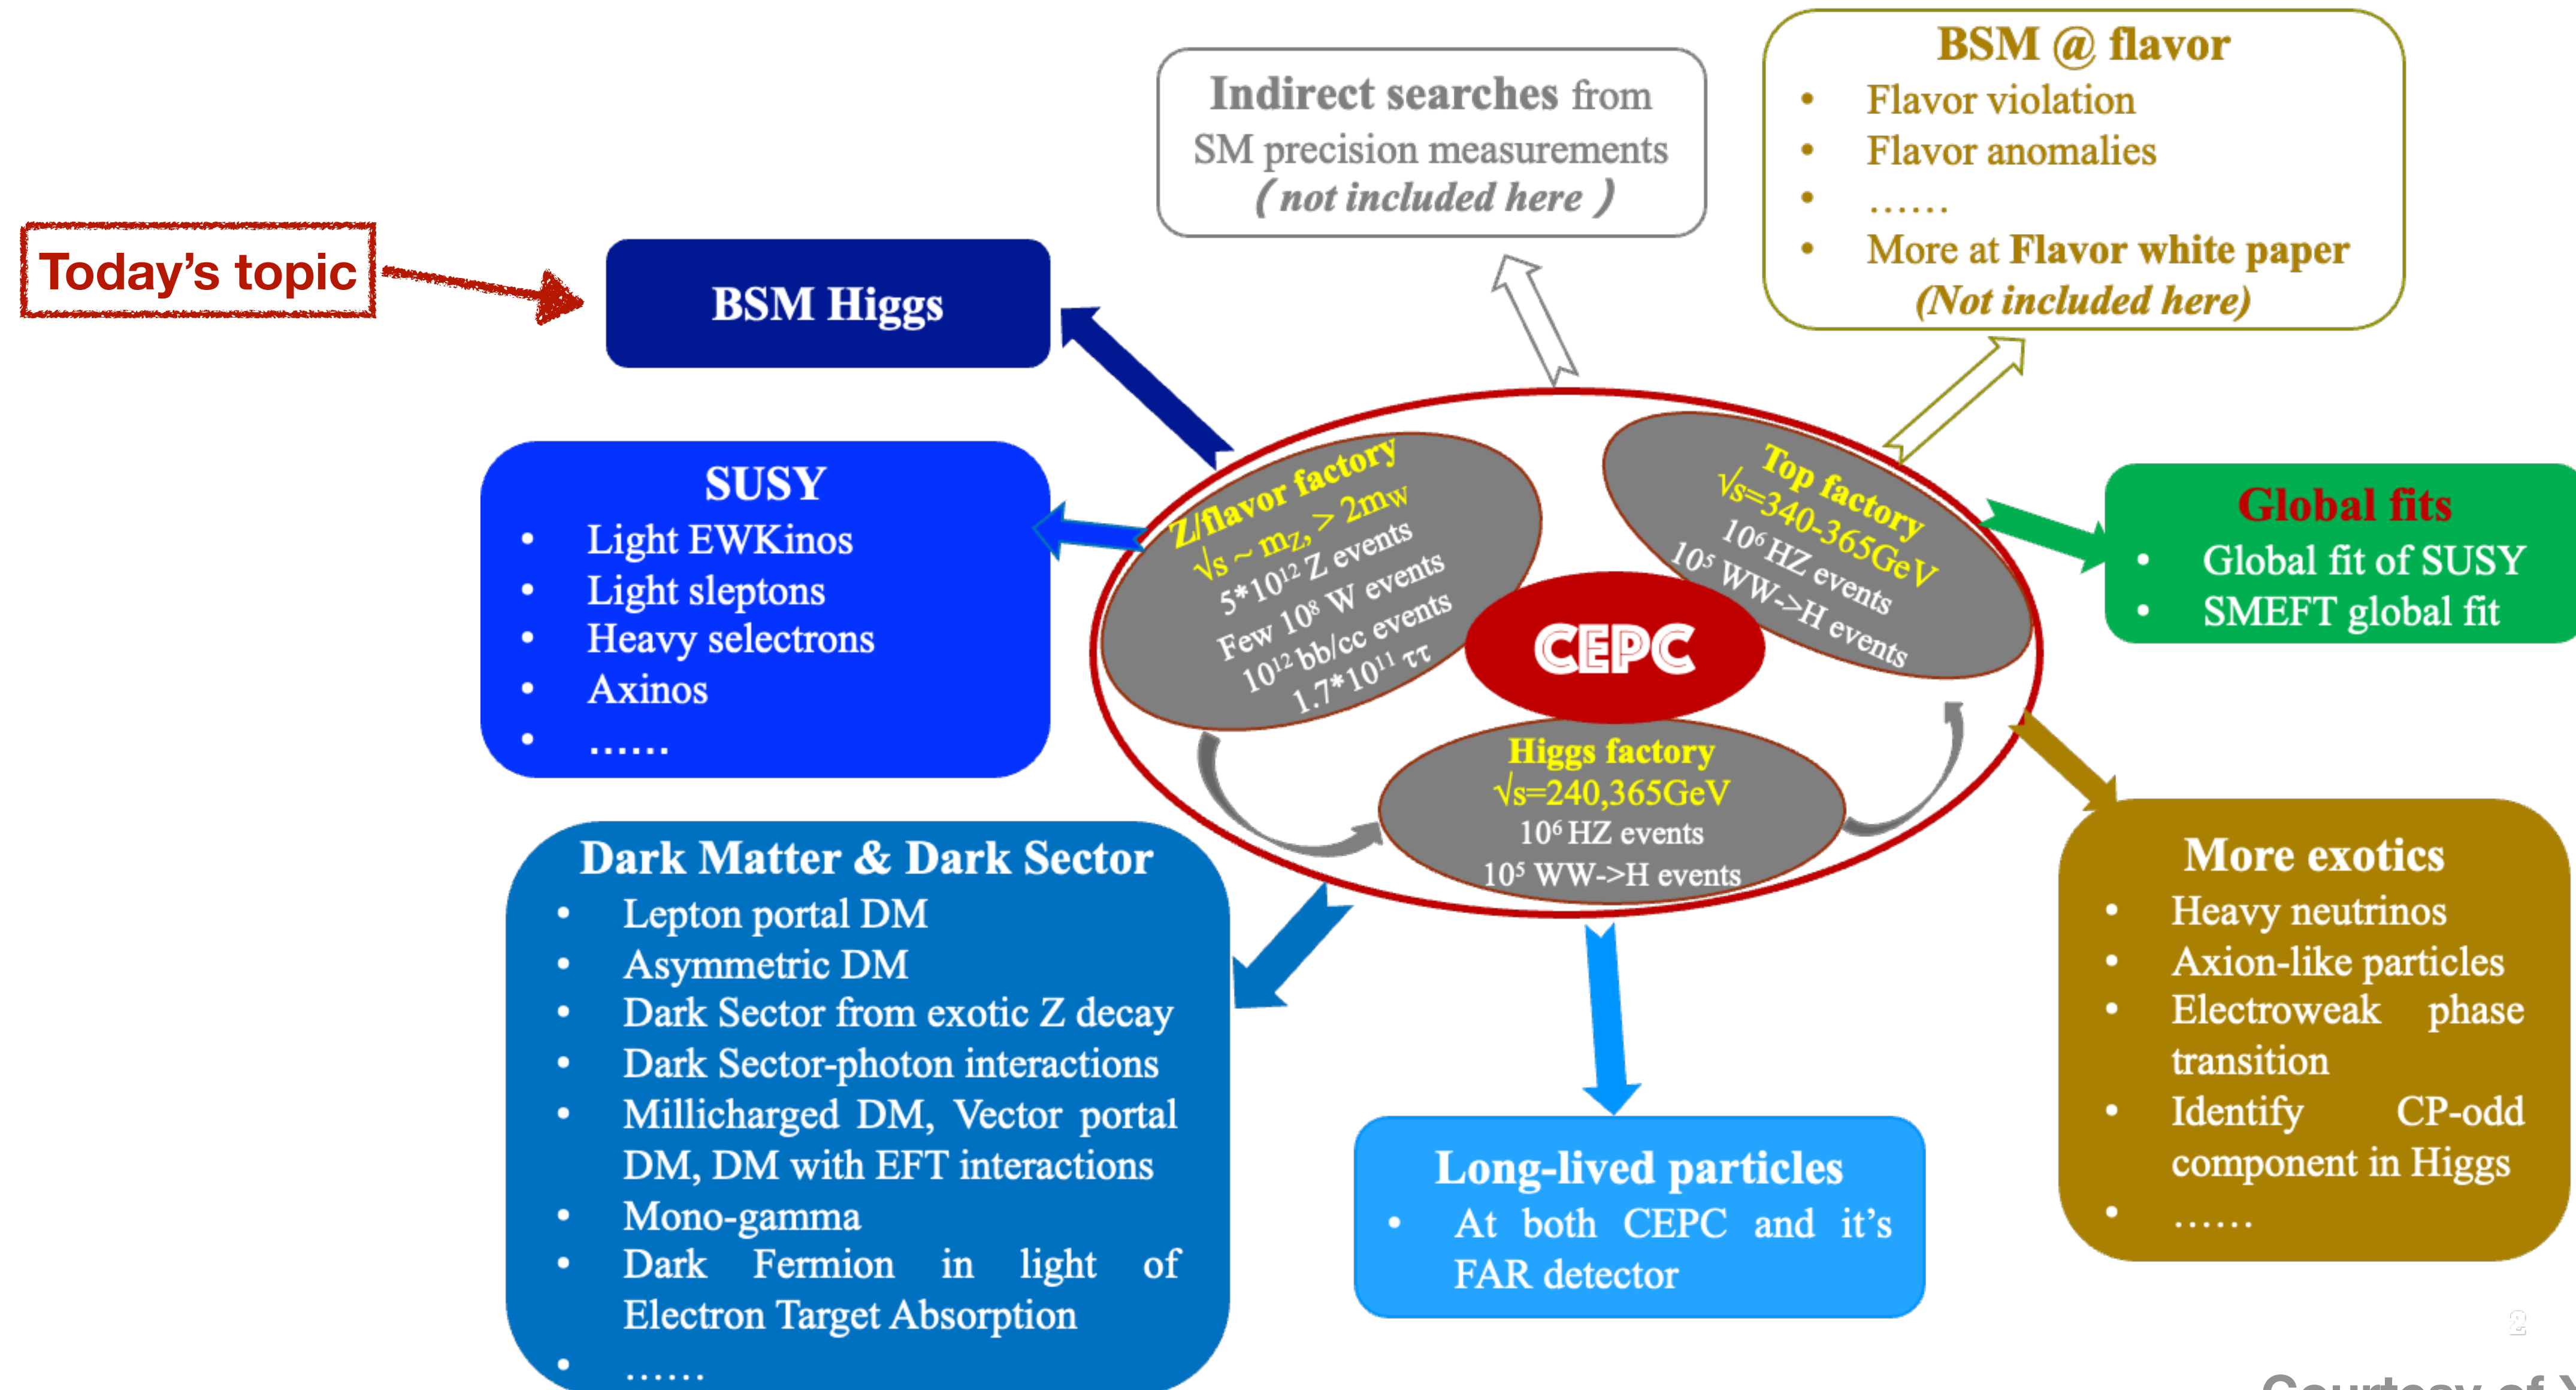 Indirect searches from
SM precision measurements
( not included here )
BSM @ flavor
• Flavor violation
• Flavor anomalies
• ……
• More at Flavor white paper
(Not included here)
Today's topic
BSM Higgs
SUSY
• Light EWKinos
• Light sleptons
• Heavy selectrons
• Axinos
• ……
Z/flavor factory
√s ~ mZ, > 2mW
5*10¹² Z events
Few 10⁸ W events
10¹² bb/cc events
1.7*10¹¹ ττ
Top factory
√s=340-365GeV
10⁶ HZ events
10⁵ WW->H events
CEPC
Higgs factory
√s=240,365GeV
10⁶ HZ events
10⁵ WW->H events
Global fits
• Global fit of SUSY
• SMEFT global fit
Dark Matter & Dark Sector
• Lepton portal DM
• Asymmetric DM
• Dark Sector from exotic Z decay
• Dark Sector-photon interactions
• Millicharged DM, Vector portal
DM, DM with EFT interactions
• Mono-gamma
• Dark Fermion in light of
Electron Target Absorption
• ……
Long-lived particles
• At both CEPC and it's
FAR detector
More exotics
• Heavy neutrinos
• Axion-like particles
• Electroweak phase
transition
• Identify CP-odd
component in Higgs
• ……
2
Courtesy of